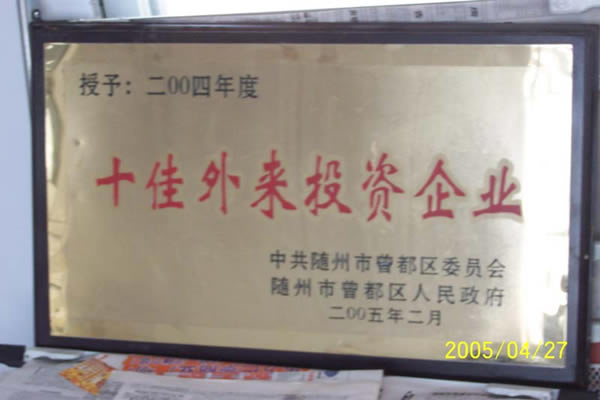 授予：二00四年度
十佳外来投资企业
中共随州市曾都区委员会
随州市曾都区人民政府
二00五年二月
2005/04/27